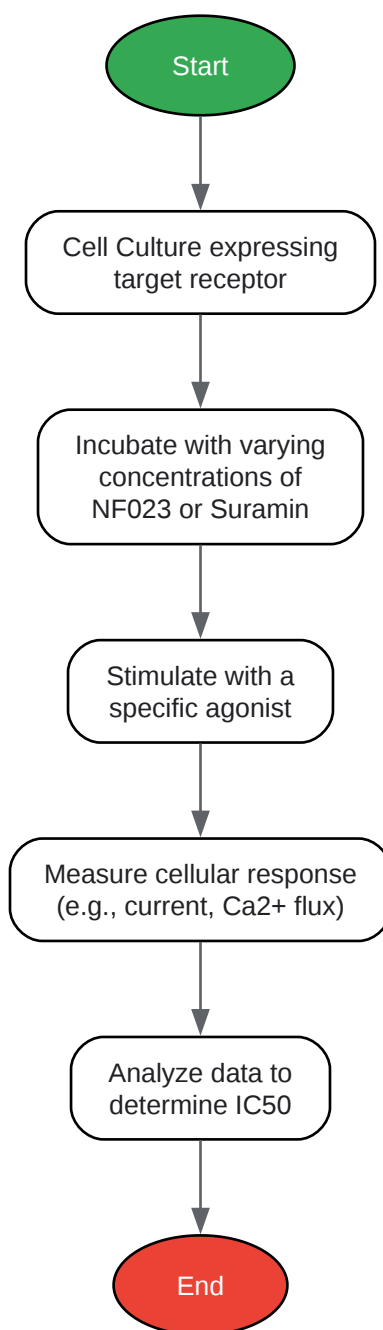 Start
Cell Culture expressing
target receptor
Incubate with varying
concentrations of
NF023 or Suramin
Stimulate with a
specific agonist
Measure cellular response
(e.g., current, Ca2+ flux)
Analyze data to
determine IC50
End